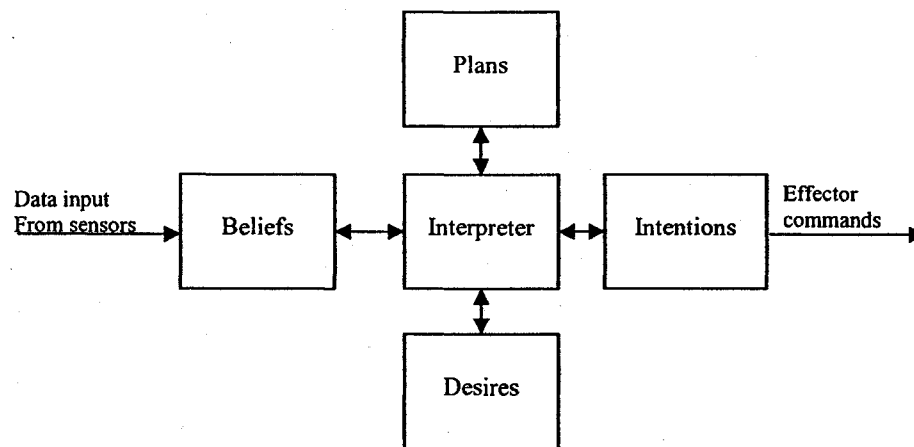 Plans
Data input
From sensors
Beliefs
Interpreter
Intentions
Effector
commands
Desires